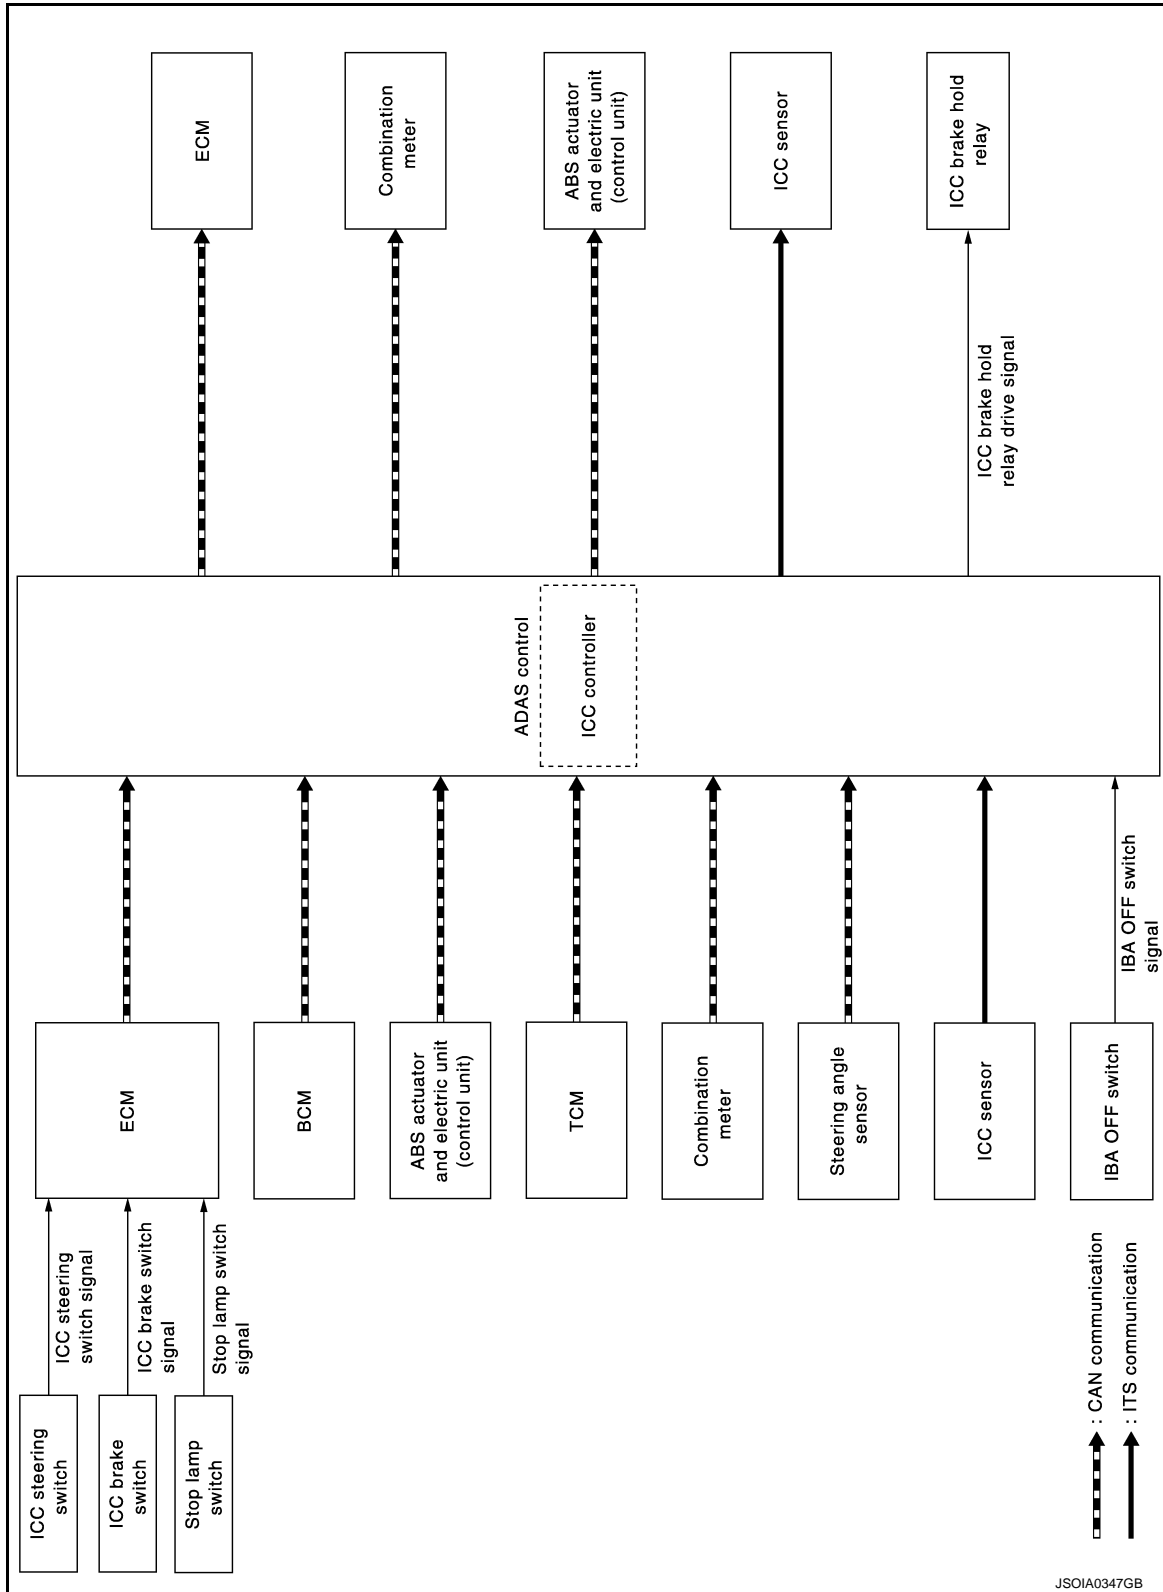 ICC steering
switch
ICC steering
switch signal
ICC brake
switch
ICC brake switch
signal
Stop lamp
switch
Stop lamp switch
signal
ECM
BCM
ABS actuator
and electric unit
(control unit)
TCM
Combination
meter
Steering angle
sensor
ICC sensor
IBA OFF switch
IBA OFF switch
signal
ADAS control
ICC controller
ECM
Combination
meter
ABS actuator
and electric unit
(control unit)
ICC sensor
ICC brake hold
relay drive signal
ICC brake hold
relay
: CAN communication
: ITS communication
JSOIA0347GB